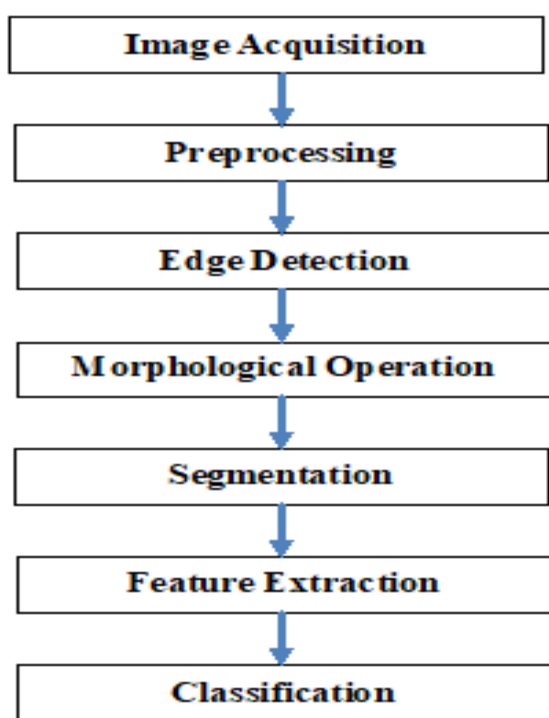 Image Acquisition
Preprocessing
Edge Detection
Morphological Operation
Segmentation
Feature Extraction
Classification